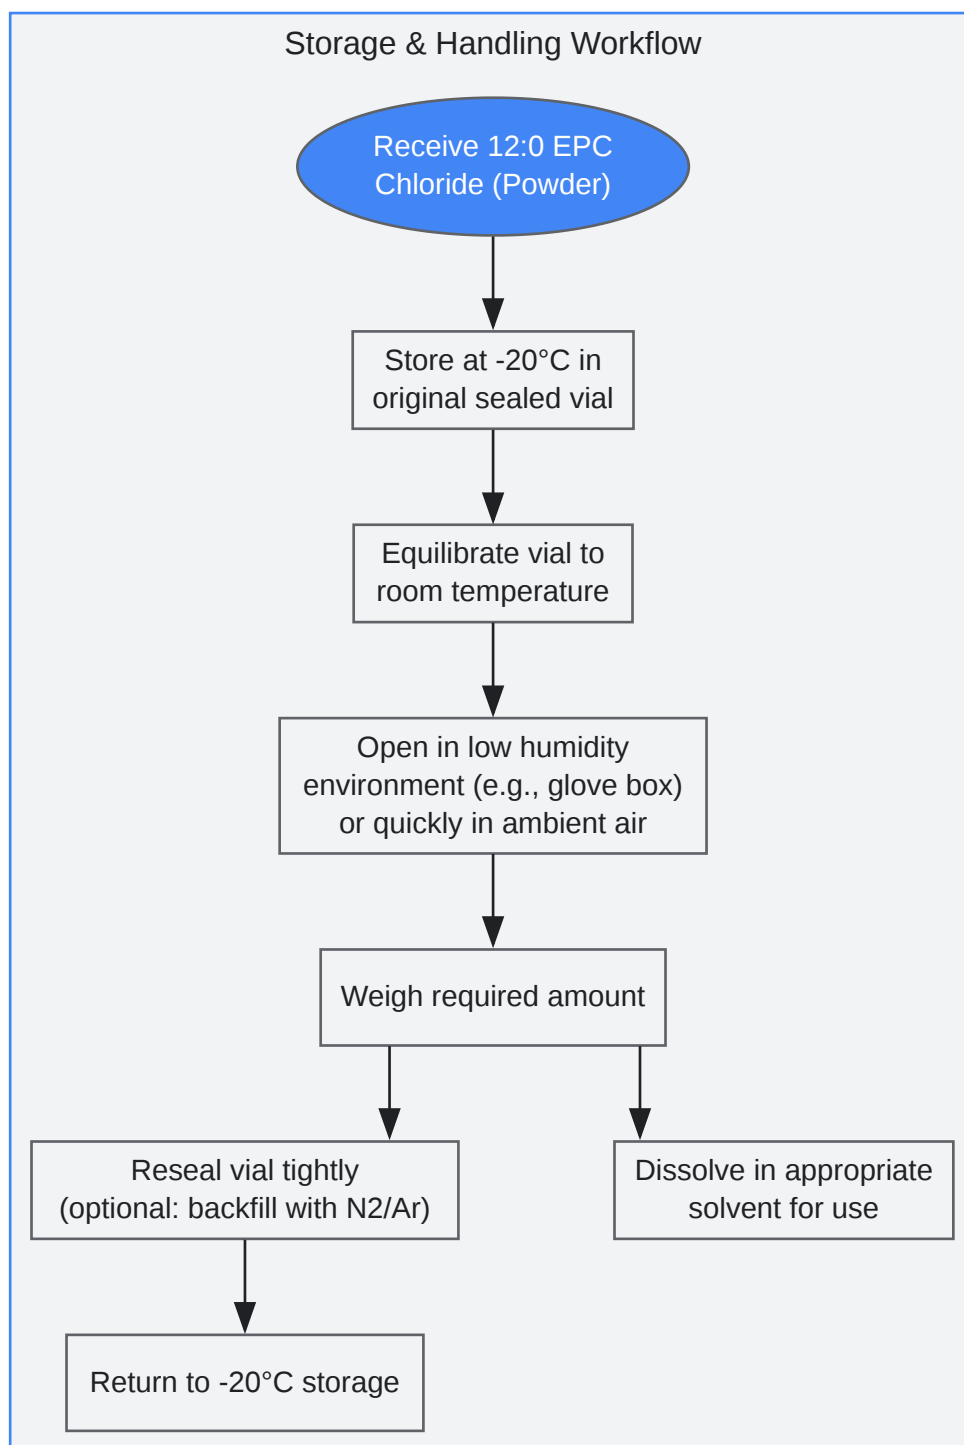 Storage & Handling Workflow
Receive 12:0 EPC
Chloride (Powder)
Store at -20°C in
original sealed vial
Equilibrate vial to
room temperature
Open in low humidity
environment (e.g., glove box)
or quickly in ambient air
Weigh required amount
Reseal vial tightly
(optional: backfill with N2/Ar)
Dissolve in appropriate
solvent for use
Return to -20°C storage